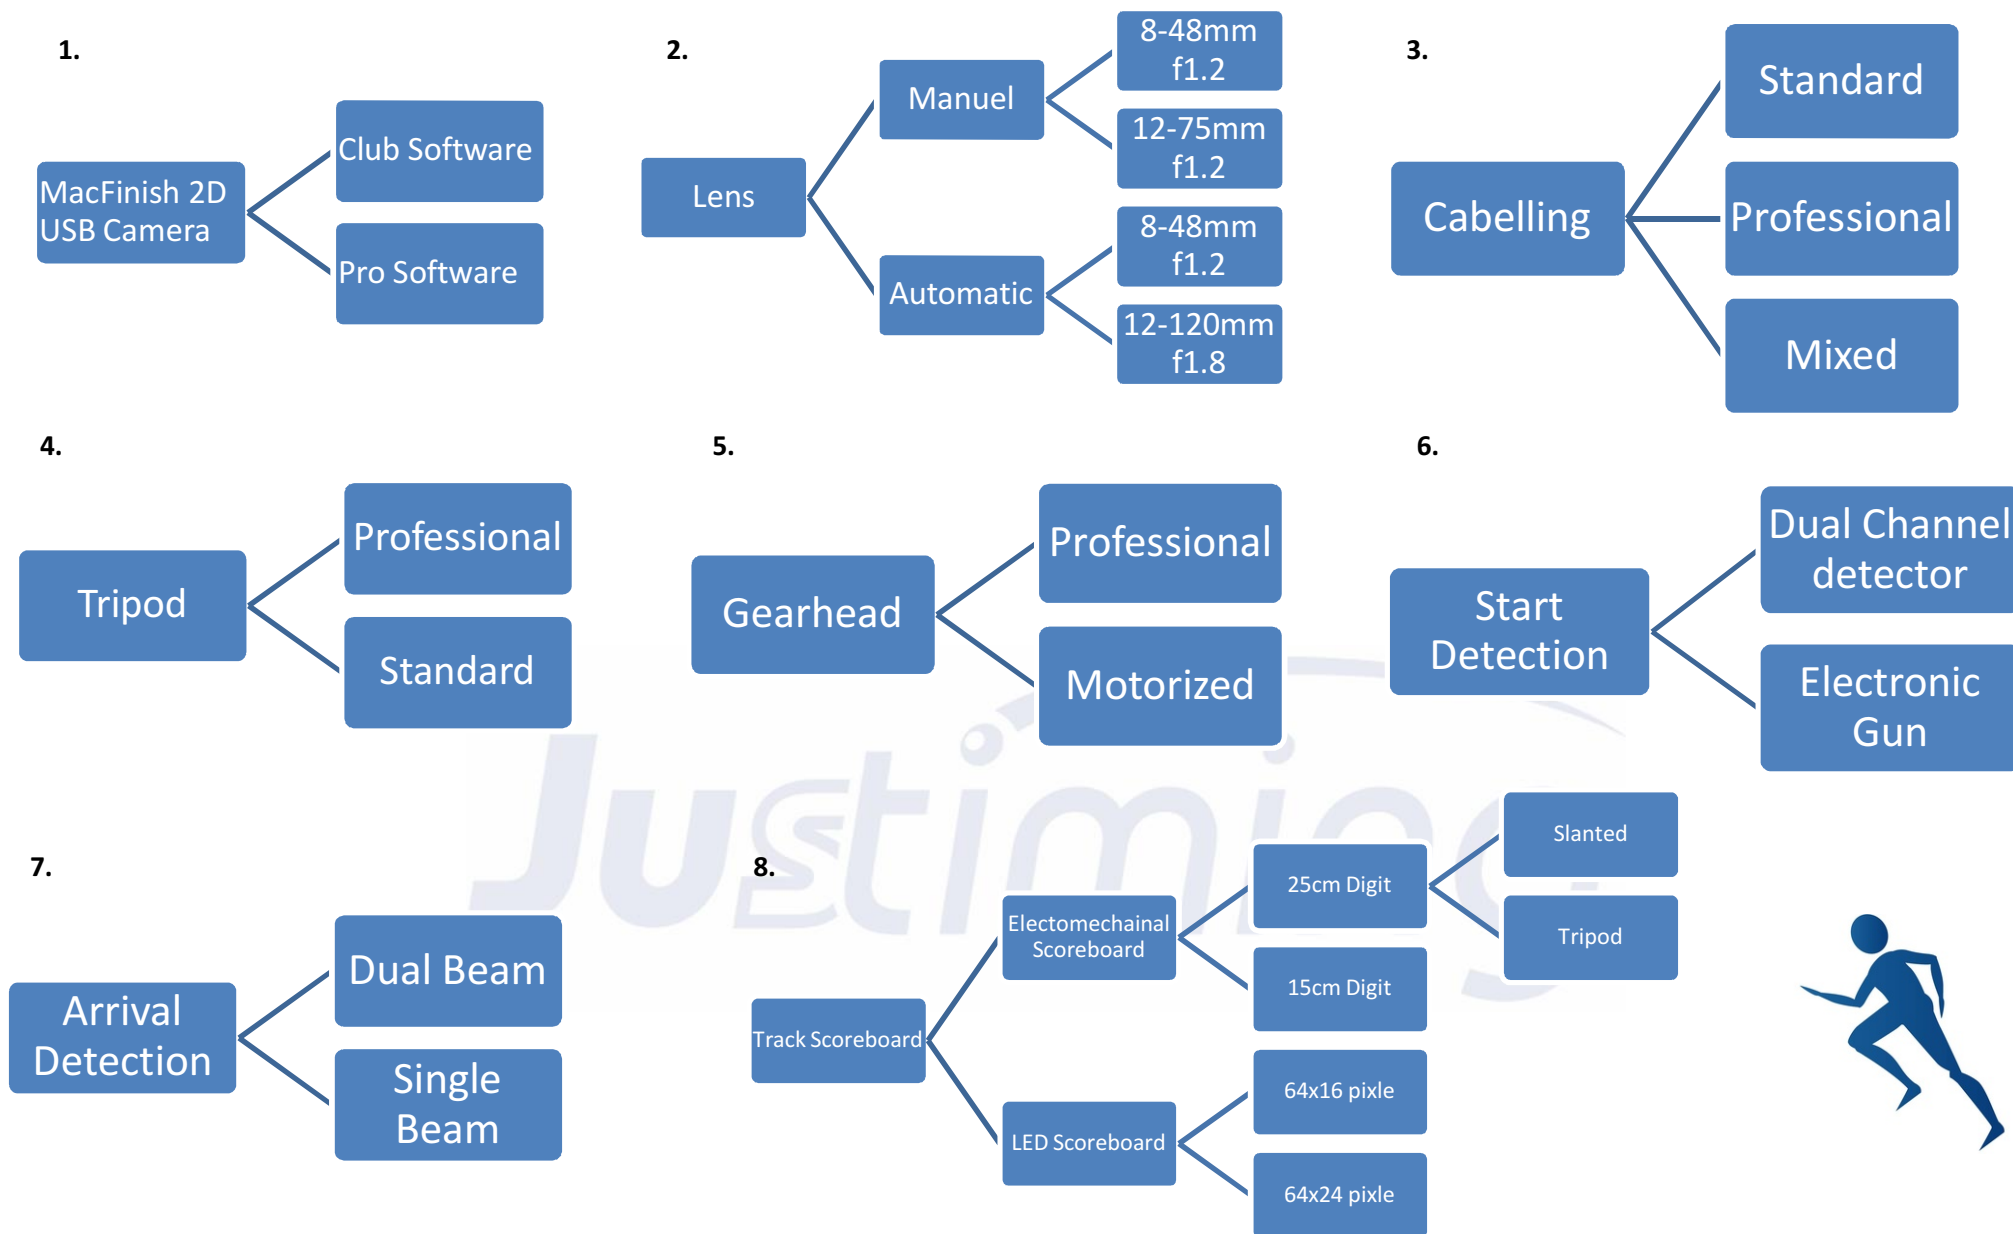 1.
MacFinish 2D
USB Camera
Club Software
Pro Software
2.
Lens
Manuel
8-48mm
f1.2
12-75mm
f1.2
Automatic
8-48mm
f1.2
12-120mm
f1.8
3.
Cabelling
Standard
Professional
Mixed
4.
Tripod
Professional
Standard
5.
Gearhead
Professional
Motorized
6.
Start
Detection
Dual Channel
detector
Electronic
Gun
7.
Arrival
Detection
Dual Beam
Single
Beam
8.
Track Scoreboard
Electomechainal
Scoreboard
25cm Digit
Slanted
Tripod
15cm Digit
LED Scoreboard
64x16 pixle
64x24 pixle
Justiming